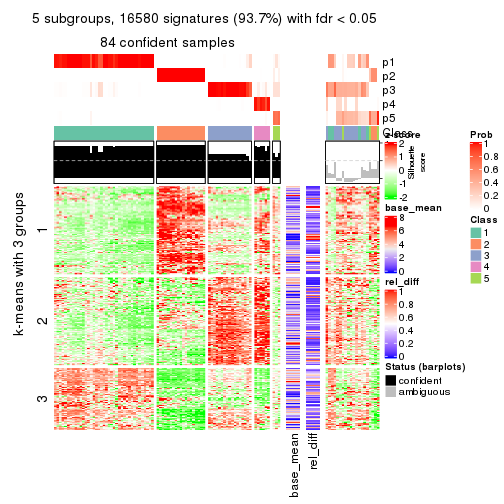 5 subgroups, 16580 signatures (93.7%) with fdr < 0.05
84 confident samples
p1
p2
p3
p4
p5
Class
z-score
2
1
0
-1
-2
Silhouette
score
Prob
1
0.8
0.6
0.4
0.2
0
base_mean
8
6
4
2
0
Class
1
2
3
4
5
rel_diff
1
0.8
0.6
0.4
0.2
0
Status (barplots)
confident
ambiguous
k-means with 3 groups
1
2
3
base_mean
rel_diff